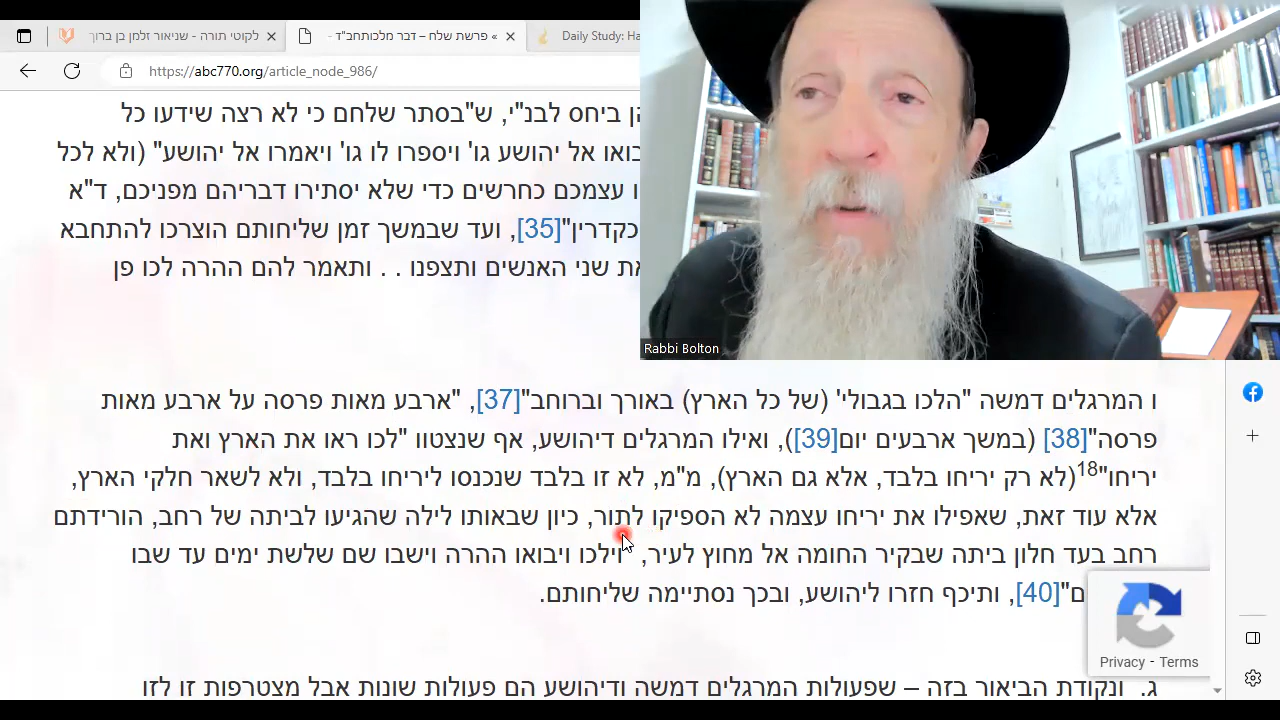 לקוטי תורה - שניאור זלמן בן ברוך
» פרשת שלח – דבר מלכותחב"ד -
Daily Study: Ha
https://abc770.org/article_node_986/
ביחס לבנ"י, ש"בסתר שלחם כי לא רצה שידעו כל
אל יהושע גו' ויספרו לו גו' ויאמרו אל יהושע" (ולא לכל
עצמכם כחרשים כדי שלא יסתירו דבריהם מפניכם, ד"א
כקדרין"[35], ועד שבמשך זמן שליחותם הוצרכו להתחבא
שני האנשים ותצפנו . . ותאמר להם ההרה לכו פן
Rabbi Bolton
ו המרגלים דמשה "הלכו בגבולי' (של כל הארץ) באורך וברוחב"[37], "ארבע מאות פרסה על ארבע מאות
פרסה"[38] (במשך ארבעים יום[39]), ואילו המרגלים דיהושע, אף שנצטוו "לכו ראו את הארץ ואת
יריחו"18(לא רק יריחו בלבד, אלא גם הארץ), מ"מ, לא זו בלבד שנכנסו ליריחו בלבד, ולא לשאר חלקי הארץ,
אלא עוד זאת, שאפילו את יריחו עצמה לא הספיקו לתור, כיון שבאותו לילה שהגיעו לביתה של רחב, הורידתם
רחב בעד חלון ביתה שבקיר החומה אל מחוץ לעיר, וילכו ויבואו ההרה וישבו שם שלשת ימים עד שבו
ם"[40], ותיכף חזרו ליהושע, ובכך נסתיימה שליחותם.
Privacy - Terms
ג. ונקודת הביאור בזה – שפעולות המרגלים דמשה ודיהושע הם פעולות שונות אבל מצטרפות זו לזו